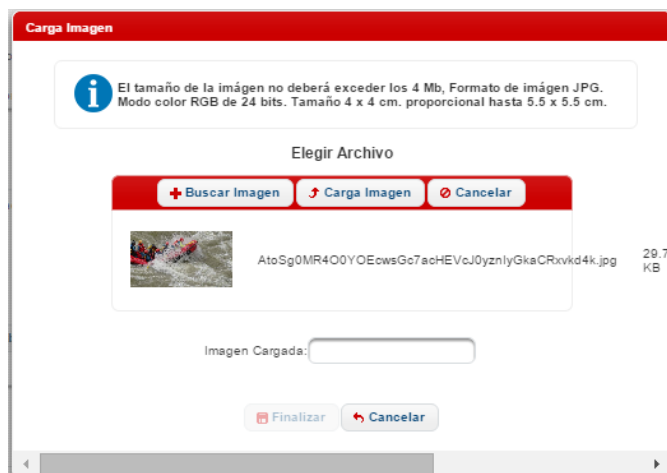 Carga Imagen
El tamaño de la imágen no deberá exceder los 4 Mb, Formato de imágen JPG.
Modo color RGB de 24 bits. Tamaño 4 x 4 cm. proporcional hasta 5.5 x 5.5 cm.
Elegir Archivo
Buscar Imagen Carga Imagen Cancelar
29.7
KB
Imagen Cargada:
Finalizar Cancelar